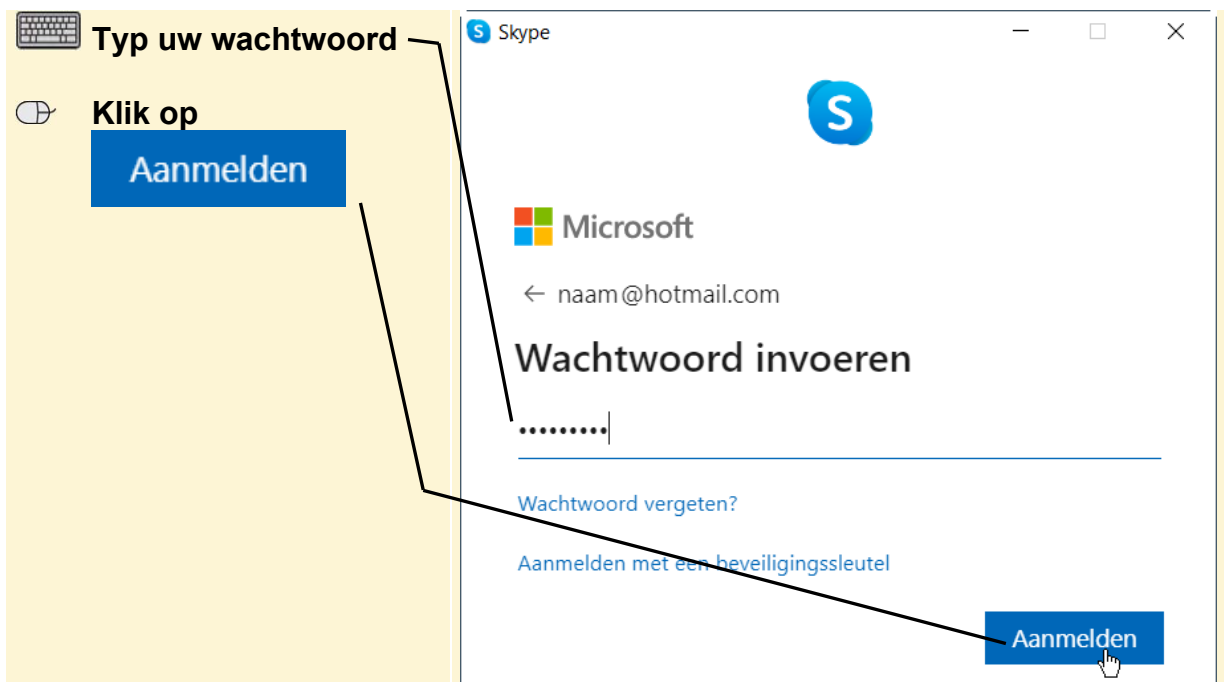 Typ uw wachtwoord
Klik op
Aanmelden
Skype
S
Microsoft
← naam@hotmail.com
Wachtwoord invoeren
•••••••••
Wachtwoord vergeten?
Aanmelden met een beveiligingssleutel
Aanmelden